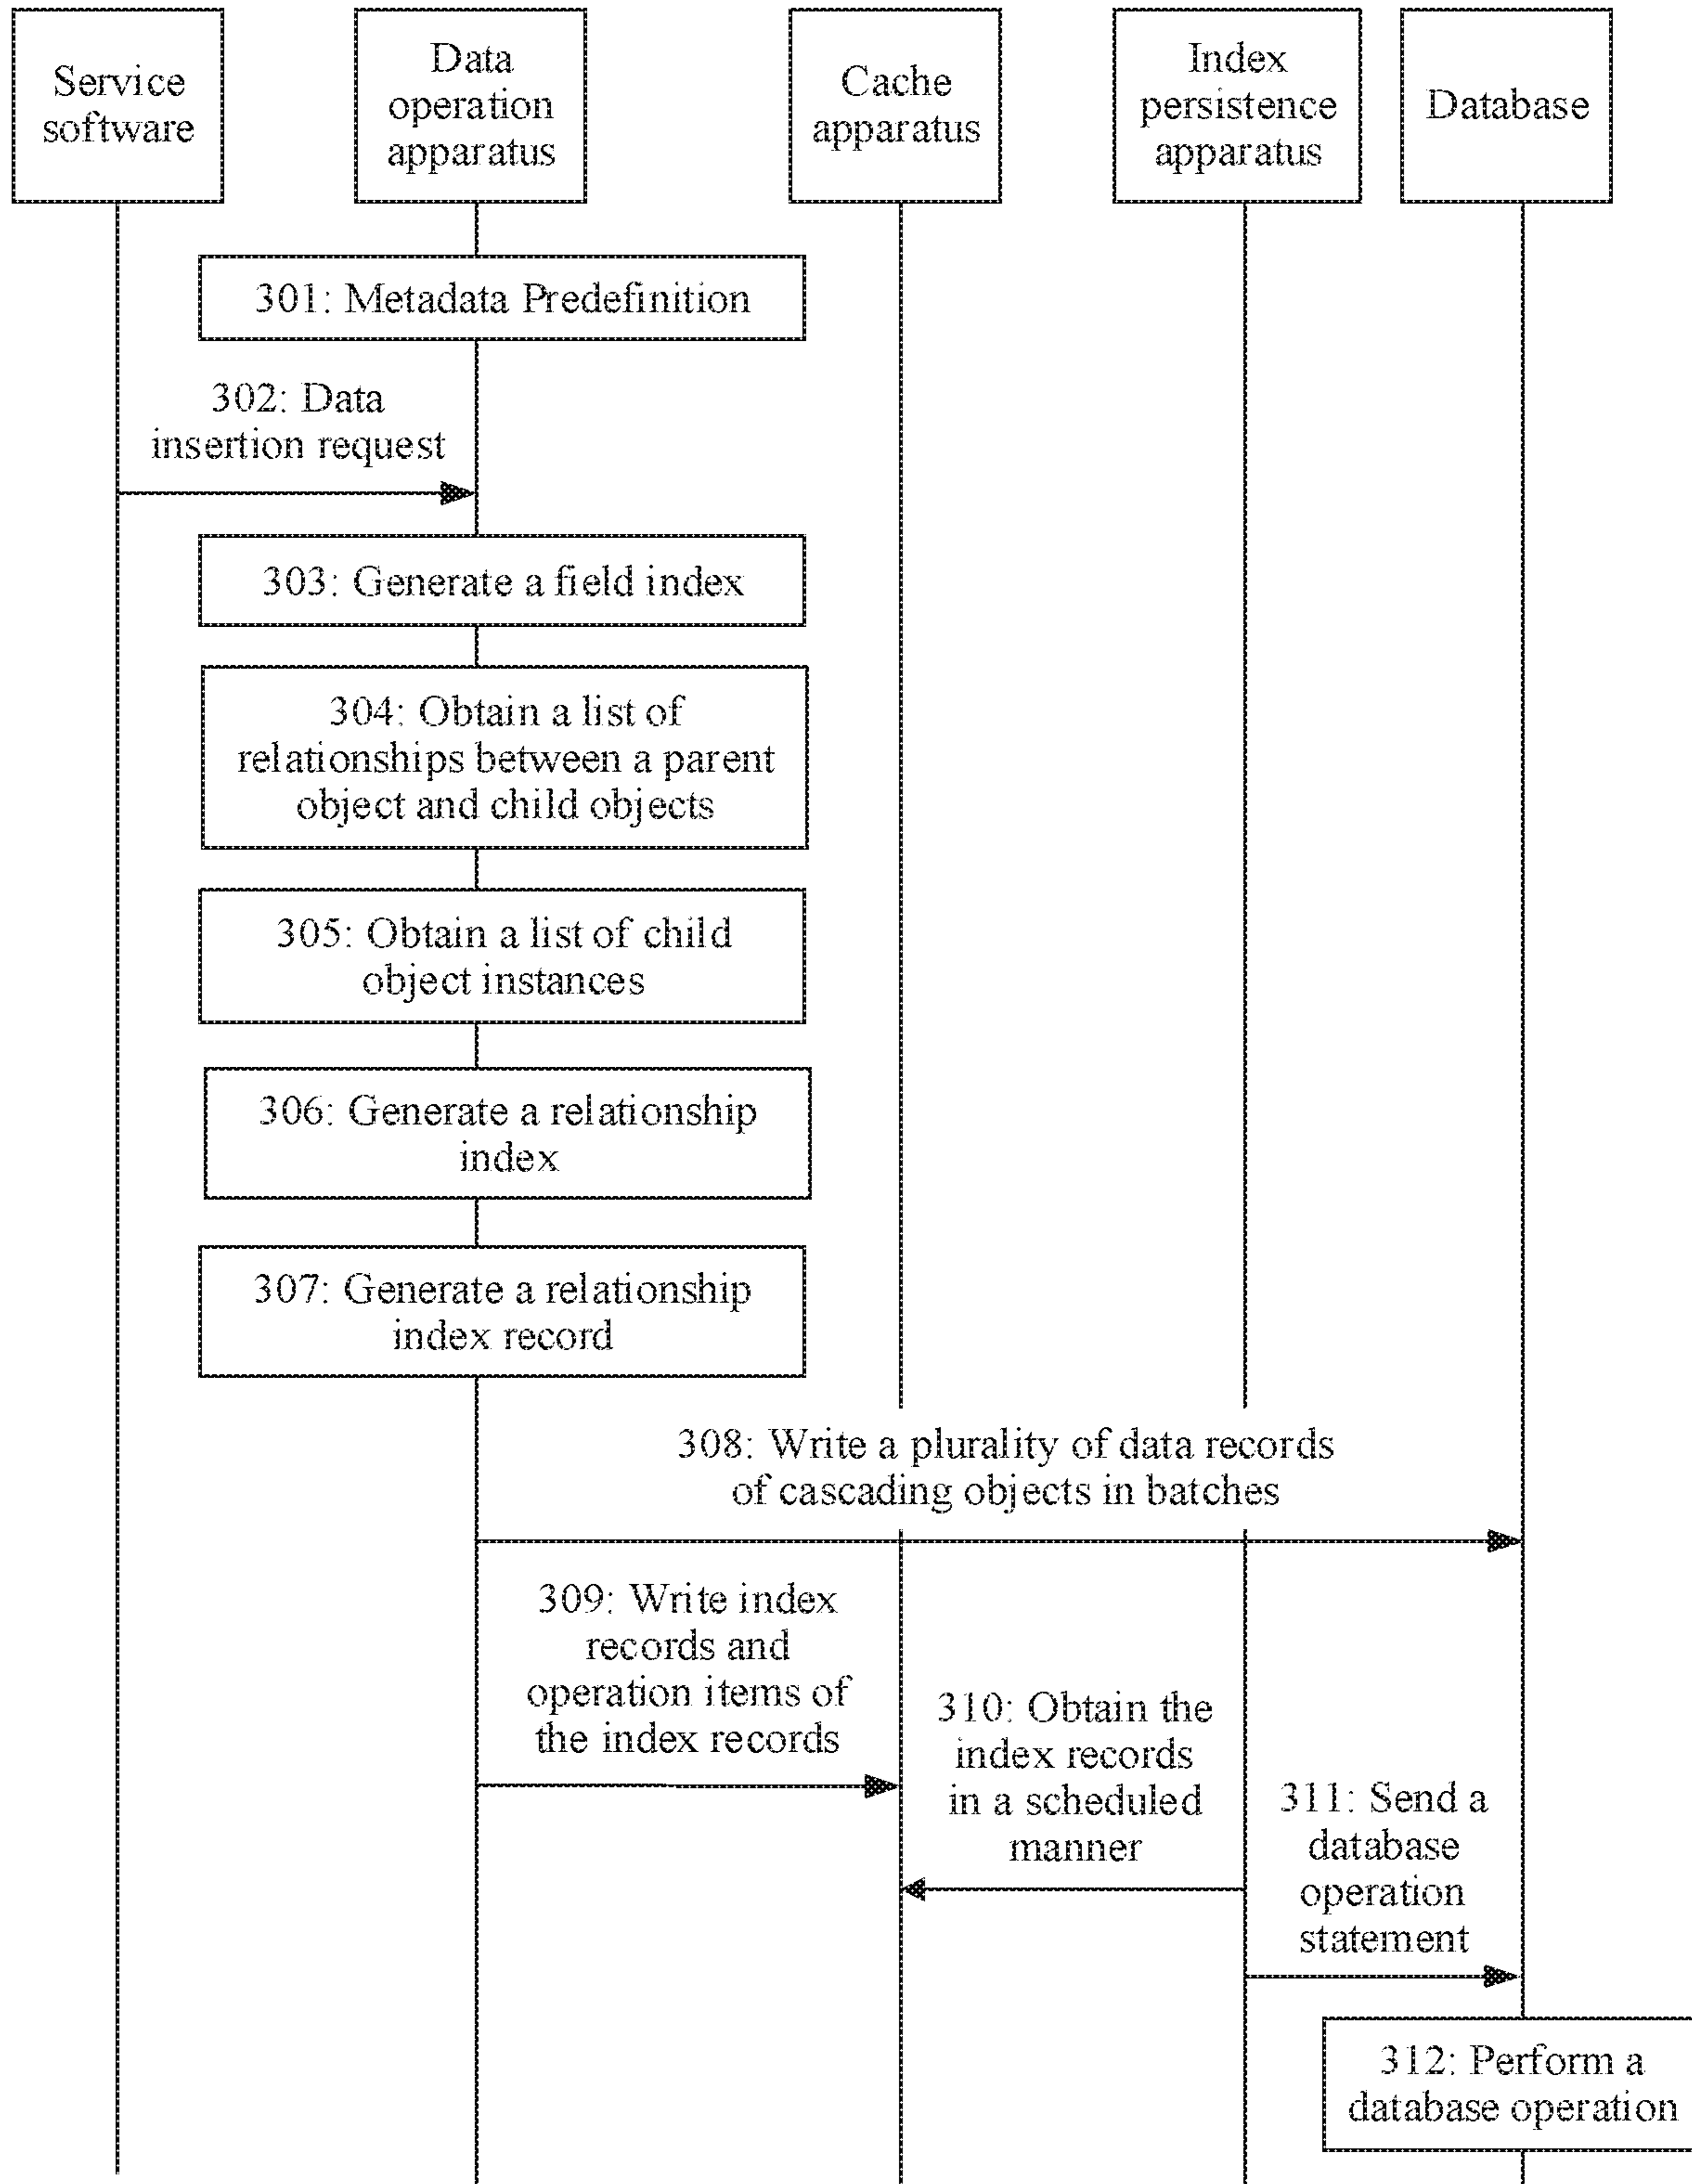 Service
software
Data
operation
apparatus
Cache
apparatus
Index
persistence
apparatus
Database
301: Metadata Predefinition
302: Data
insertion request
303: Generate a field index
304: Obtain a list of
relationships between a parent
object and child objects
305: Obtain a list of child
object instances
306: Generate a relationship
index
307: Generate a relationship
index record
308: Write a plurality of data records
of cascading objects in batches
309: Write index
records and
operation items of
the index records
310: Obtain the
index records
in a scheduled
manner
311: Send a
database
operation
statement
312: Perform a
database operation